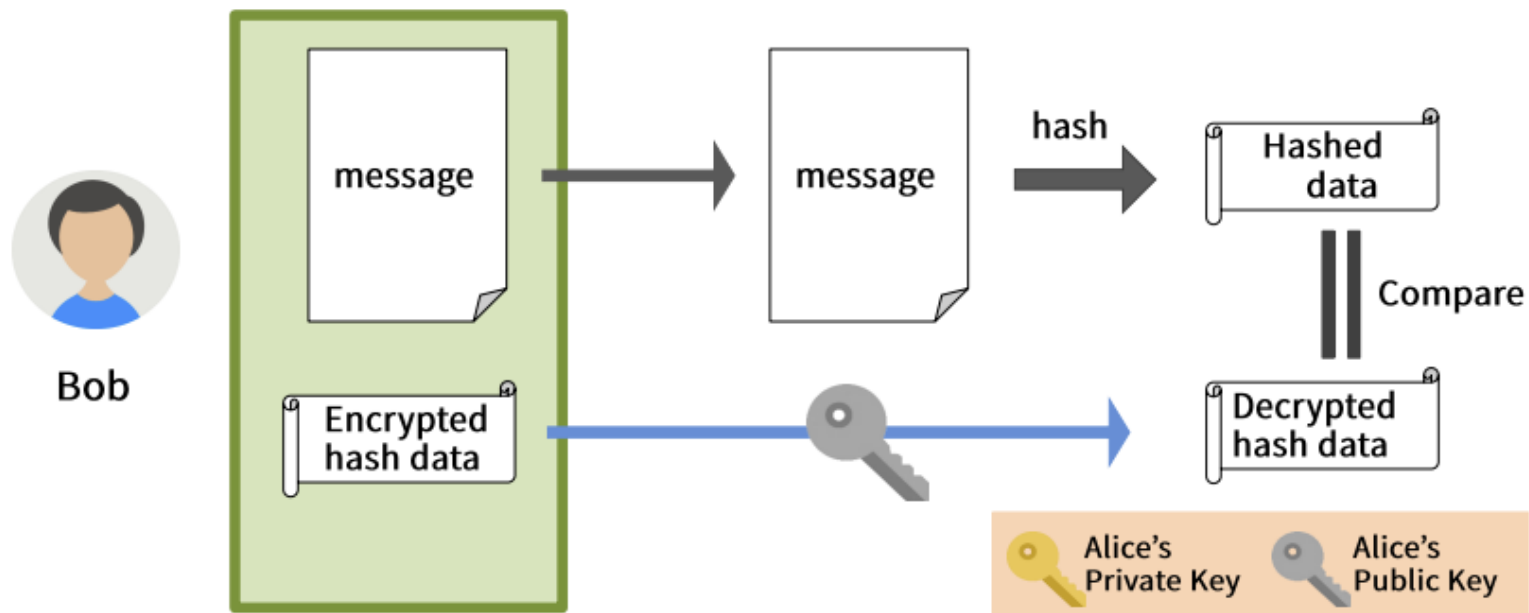 message
message
hash
Hashed
data
Compare
Bob
Encrypted
hash data
Decrypted
hash data
Alice’s
Private Key
Alice’s
Public Key